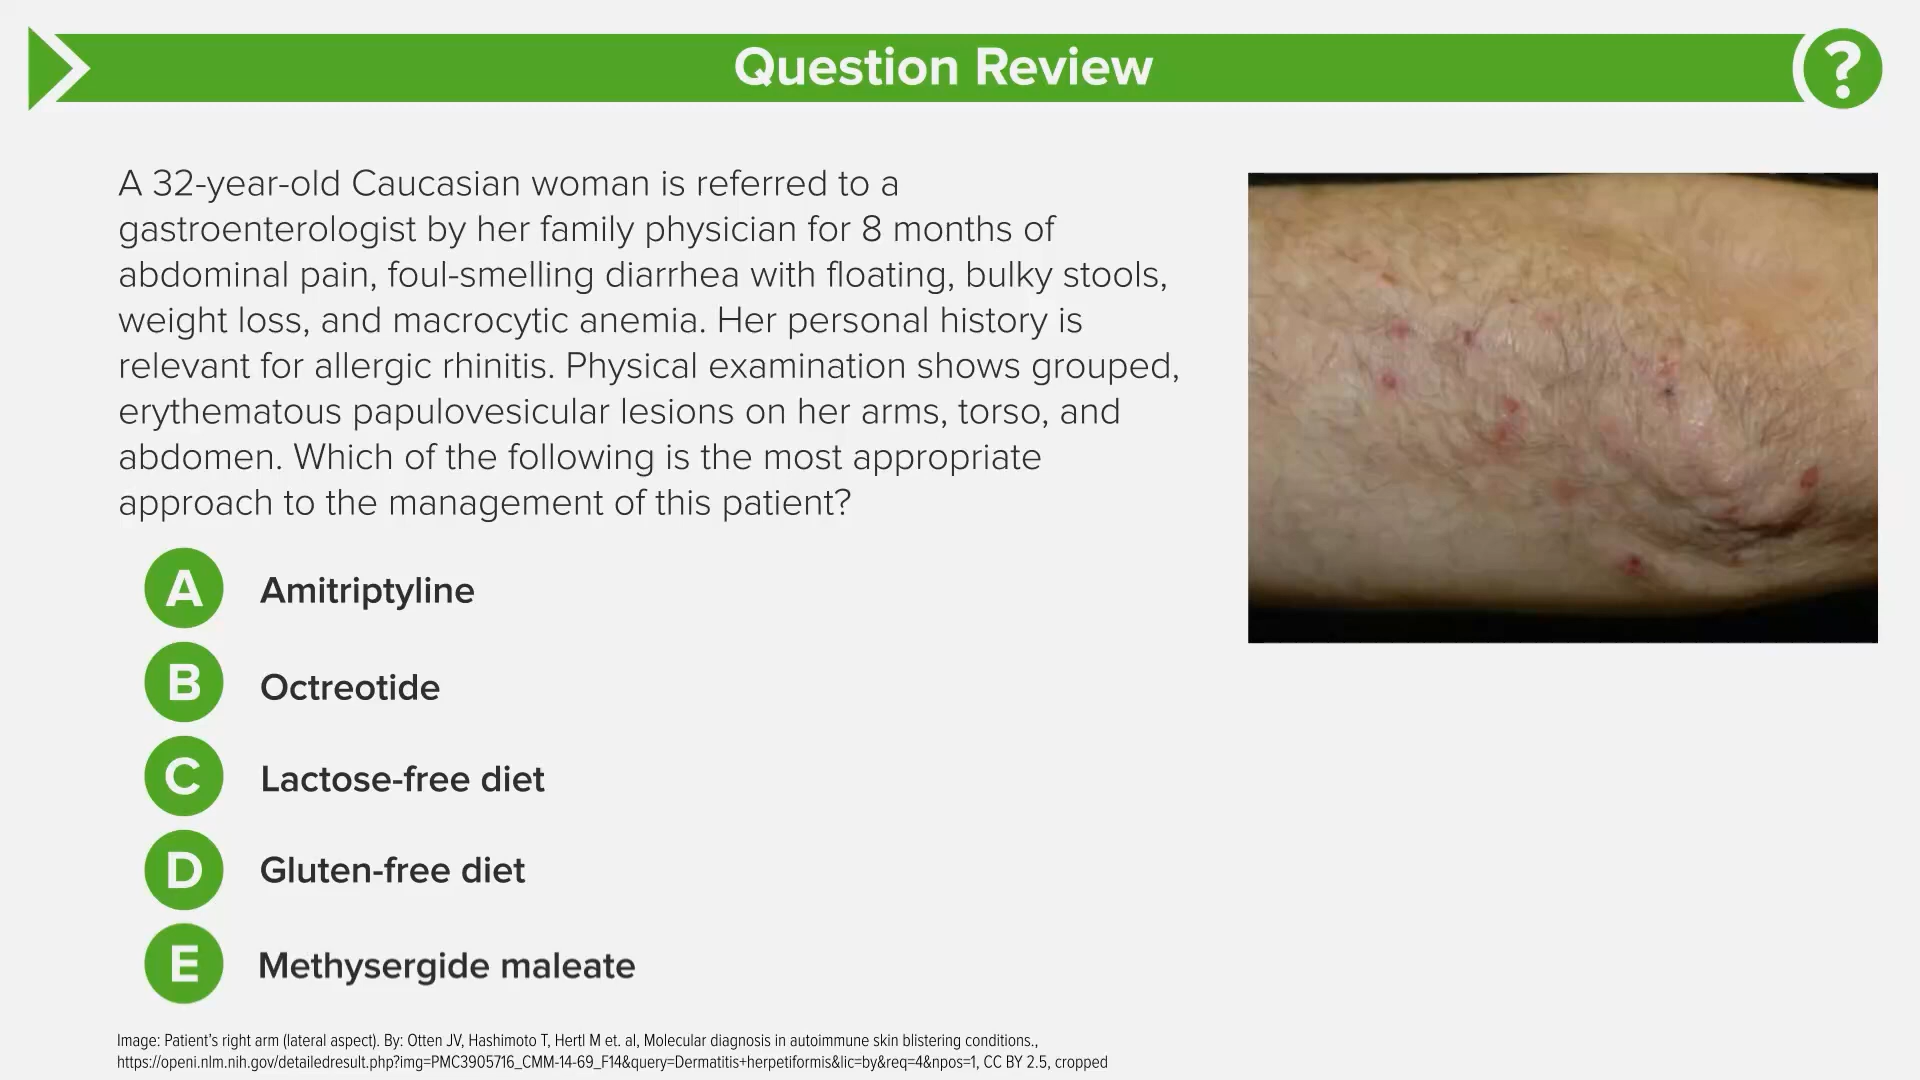 Question Review
?
A 32-year-old Caucasian woman is referred to a
gastroenterologist by her family physician for 8 months of
abdominal pain, foul-smelling diarrhea with floating, bulky stools,
weight loss, and macrocytic anemia. Her personal history is
relevant for allergic rhinitis. Physical examination shows grouped,
erythematous papulovesicular lesions on her arms, torso, and
abdomen. Which of the following is the most appropriate
approach to the management of this patient?
A Amitriptyline
B Octreotide
C Lactose-free diet
D Gluten-free diet
E Methysergide maleate
Image: Patient's right arm (lateral aspect). By: Otten JV, Hashimoto T, Hertl M et. al, Molecular diagnosis in autoimmune skin blistering conditions.,
https://openi.nlm.nih.gov/detailedresult.php?img=PMC3905716_CMM-14-69_F14&query=Dermatitis+herpetiformis&lic=by&req=4&npos=1, CC BY 2.5, cropped